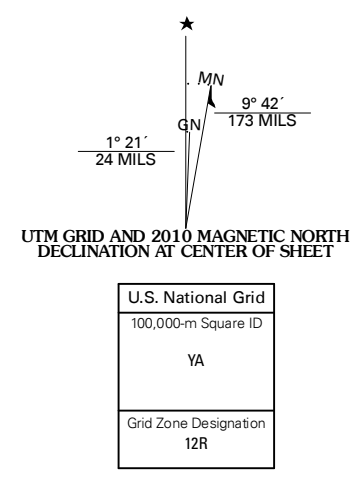 MN
9° 42´
173 MILS
GN
1° 21´
24 MILS
UTM GRID AND 2010 MAGNETIC NORTH
DECLINATION AT CENTER OF SHEET
U.S. National Grid
100,000-m Square ID
YA
Grid Zone Designation
12R